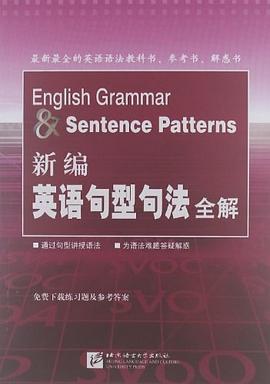 最新最全的英语语法教科书、参考书、解惑书
English Grammar
& Sentence Patterns
新编
英语句型句法全解
■通过句型讲授语法 ■为语法难题答疑解惑
免费下载练习题及参考答案
北京语言大学出版社
BEIJING LANGUAGE AND CULTURE
UNIVERSITY PRESS